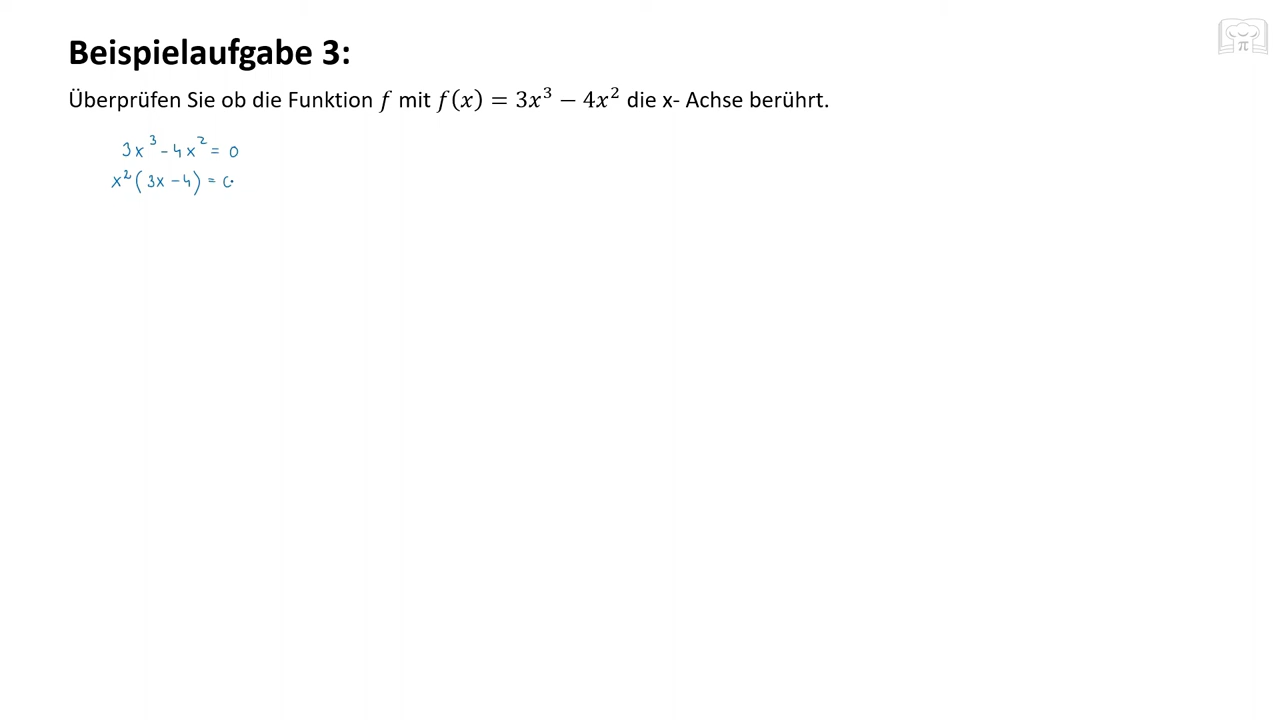 Beispielaufgabe 3:
Überprüfen Sie ob die Funktion f mit f(x) = 3x³ − 4x² die x- Achse berührt.
3x³ - 4x² = 0
x² (3x - 4) = 0
π